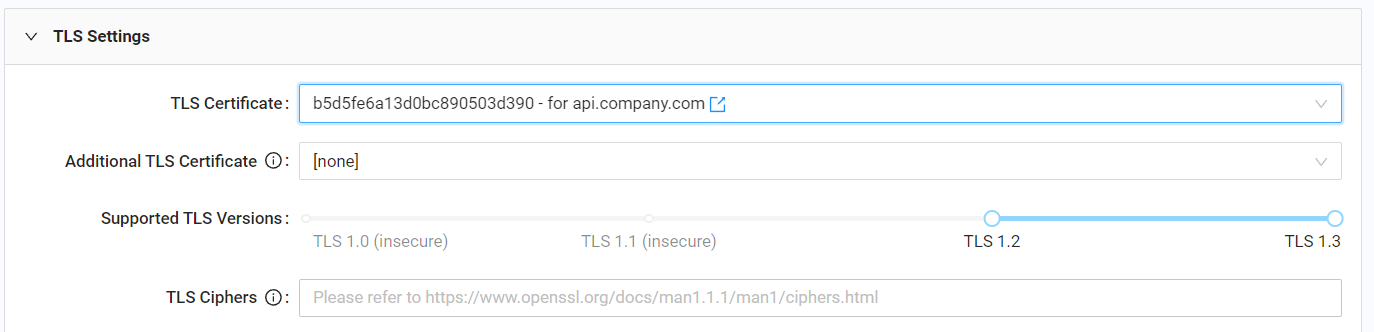 TLS Settings
TLS Certificate: b5d5fe6a13d0bc890503d390 - for api.company.com
Additional TLS Certificate : [none]
Supported TLS Versions:
TLS 1.0 (insecure) TLS 1.1 (insecure) TLS 1.2 TLS 1.3
TLS Ciphers : Please refer to https://www.openssl.org/docs/man1.1.1/man1/ciphers.html